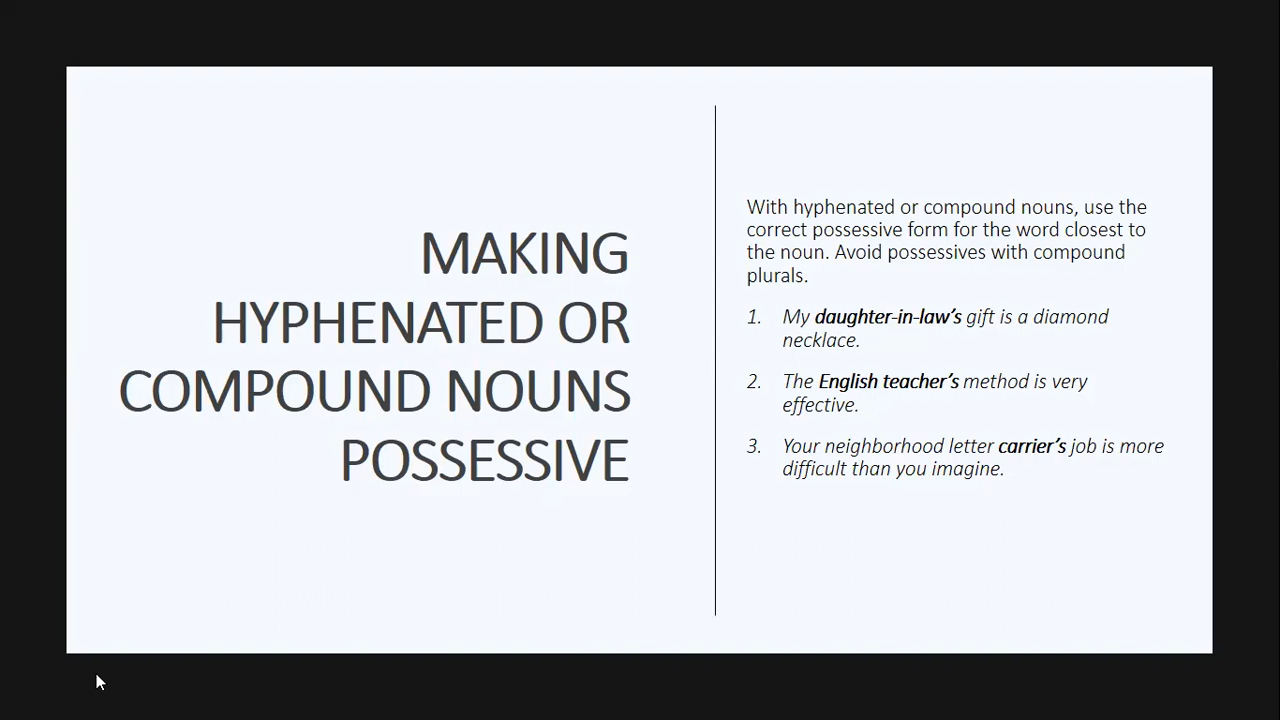 MAKING
HYPHENATED OR
COMPOUND NOUNS
POSSESSIVE
With hyphenated or compound nouns, use the
correct possessive form for the word closest to
the noun. Avoid possessives with compound
plurals.
1. My daughter-in-law’s gift is a diamond
necklace.
2. The English teacher’s method is very
effective.
3. Your neighborhood letter carrier’s job is more
difficult than you imagine.